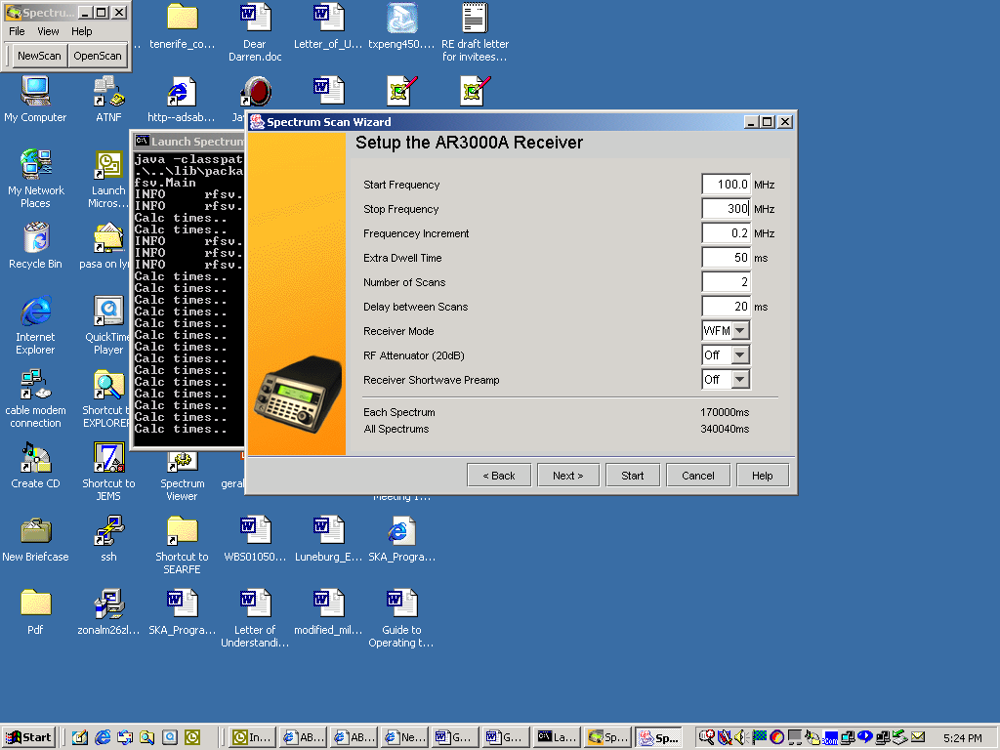 Spectru...
File View Help
NewScan OpenScan
tenerife_co...
Dear
Darren.doc
Letter_of_U...
txpeng450....
RE draft letter
for invitees...
My Computer
ATNF
http--adsab...
My Network
Places
Launch
Micros...
Recycle Bin
pasa on lyr
Internet
Explorer
QuickTime
Player
cable modem
connection
Shortcut t
EXPLORER
Create CD
Shortcut to
JEMS
Spectrum
Viewer
New Briefcase
ssh
Shortcut to
SEARFE
WBS01050...
Luneburg_E...
SKA_Progra...
Pdf
zonalm26zl...
SKA_Progra...
Letter of
Understandi...
modified_mil...
Guide to
Operating t...
Launch Spectrum
java -classpat
.\..\lib\packa
fsv.Main
INFO rfsv.
INFO rfsv.
Calc times..
Calc times..
INFO rfsv.
INFO rfsv.
INFO rfsv.
Calc times..
Calc times..
Calc times..
Calc times..
Calc times..
Calc times..
Calc times..
Calc times..
Calc times..
Calc times..
Calc times..
Calc times..
Calc times..
Calc times..
Spectrum Scan Wizard
Setup the AR3000A Receiver
Start Frequency 100.0 MHz
Stop Frequency 300 MHz
Frequencey Increment 0.2 MHz
Extra Dwell Time 50 ms
Number of Scans 2
Delay between Scans 20 ms
Receiver Mode WFM
RF Attenuator (20dB) Off
Receiver Shortwave Preamp Off
Each Spectrum 170000ms
All Spectrums 340040ms
< Back Next > Start Cancel Help
Meeting 1...
Start In... AB... AB... Ne... G... G... La... Sp... Sp... 5:24 PM